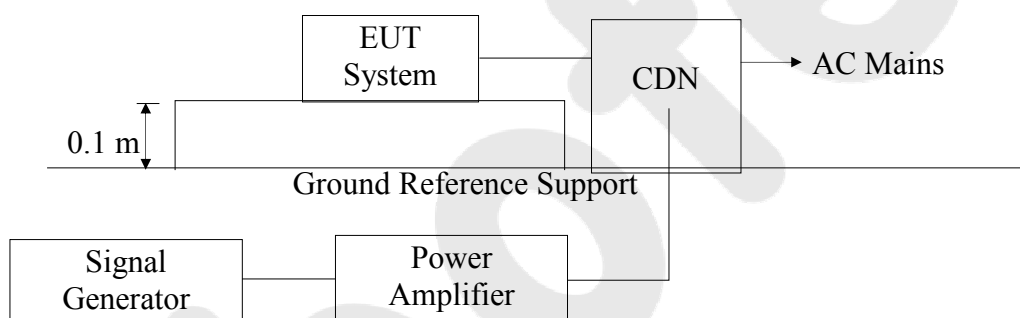 EUT
System
CDN
AC Mains
0.1 m
Ground Reference Support
Signal
Generator
Power
Amplifier